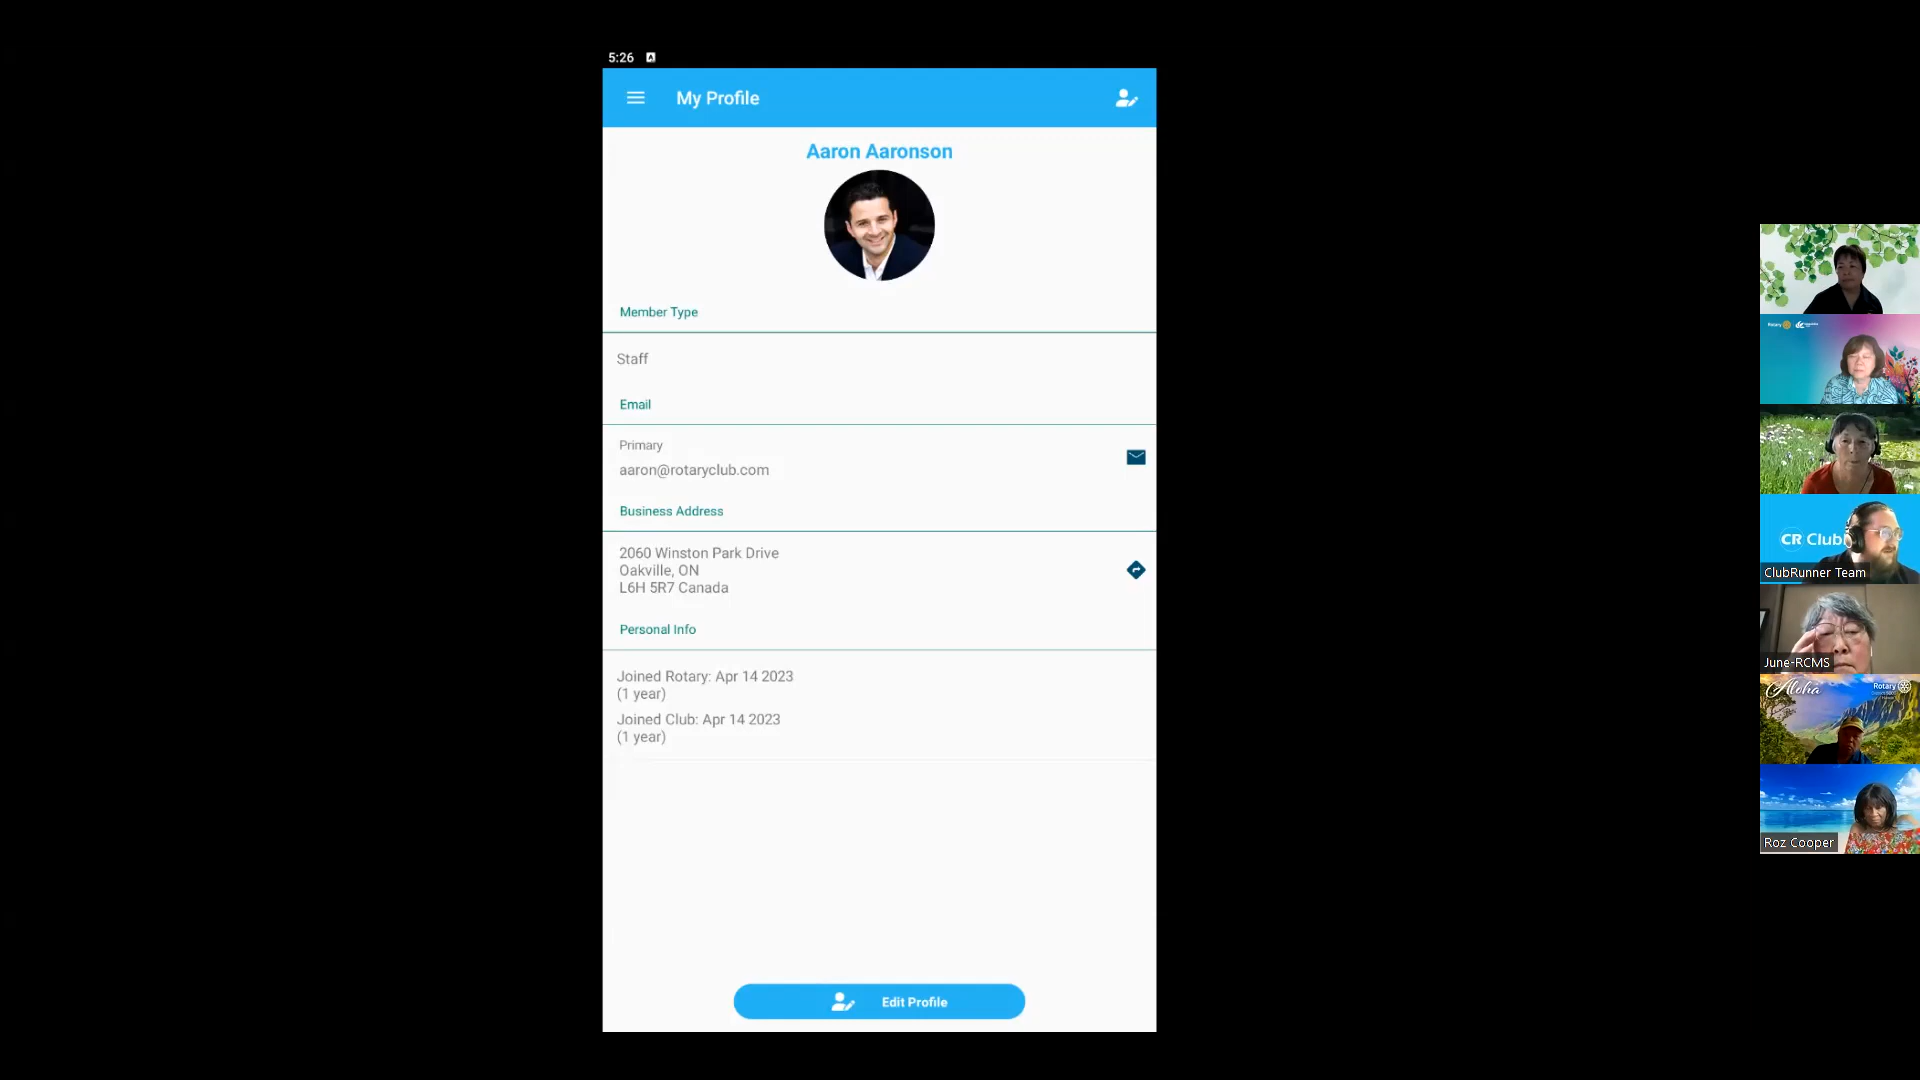 5:26
My Profile
Aaron Aaronson
Member Type
Staff
Email
Primary
aaron@rotaryclub.com
Business Address
2060 Winston Park Drive
Oakville, ON
L6H 5R7 Canada
Personal Info
Joined Rotary: Apr 14 2023
(1 year)
Joined Club: Apr 14 2023
(1 year)
Edit Profile
Rotary
CR Club
ClubRunner Team
June-RCMS
Aloha
Rotary
Roz Cooper